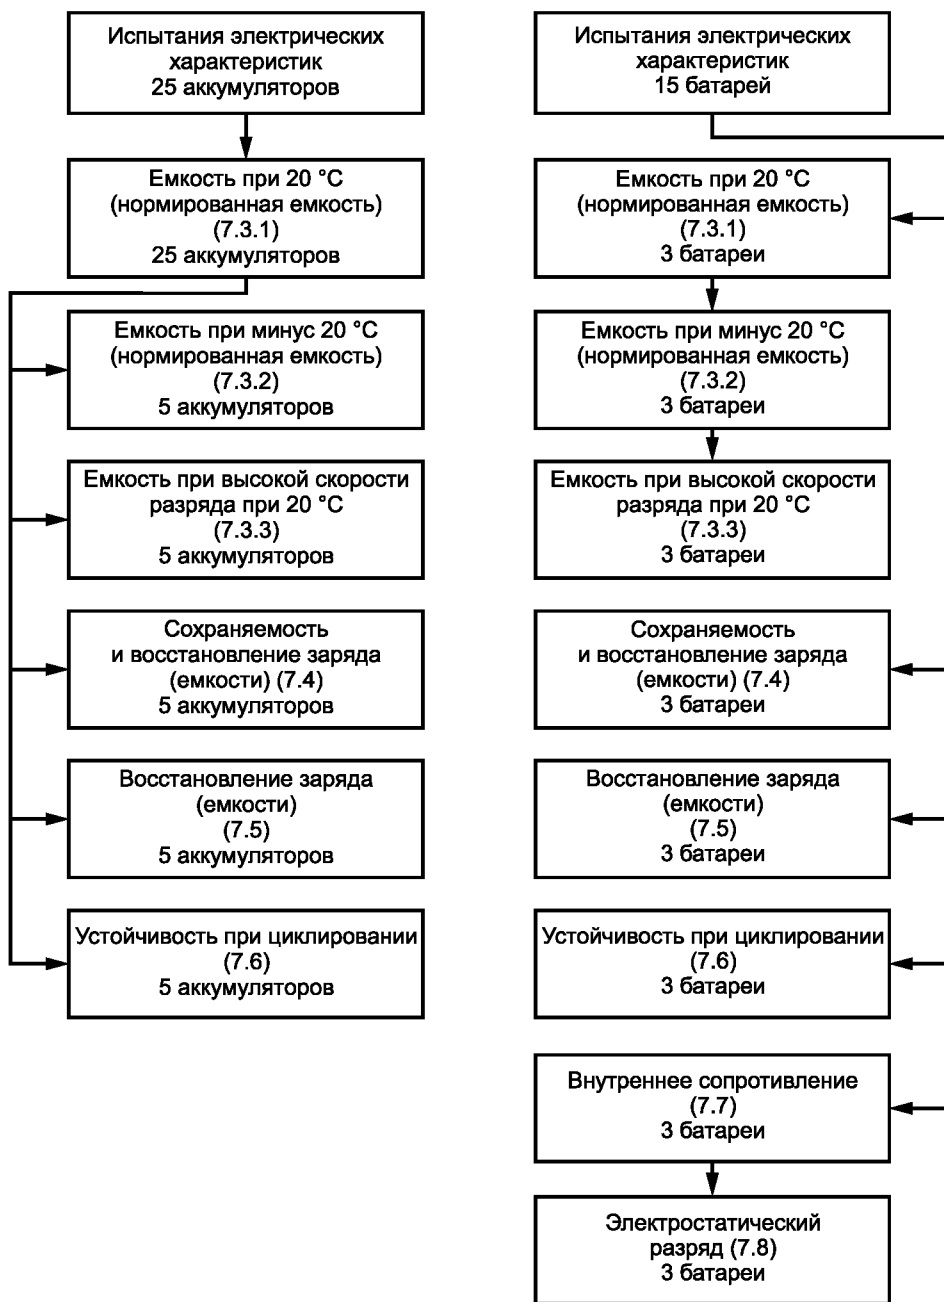 Испытания электрических
характеристик
25 аккумуляторов
Емкость при 20 °С
(нормированная емкость)
(7.3.1)
25 аккумуляторов
Емкость при минус 20 °С
(нормированная емкость)
(7.3.2)
5 аккумуляторов
Емкость при высокой скорости
разряда при 20 °С
(7.3.3)
5 аккумуляторов
Сохраняемость
и восстановление заряда
(емкости) (7.4)
5 аккумуляторов
Восстановление заряда
(емкости)
(7.5)
5 аккумуляторов
Устойчивость при циклировании
(7.6)
5 аккумуляторов
Испытания электрических
характеристик
15 батарей
Емкость при 20 °С
(нормированная емкость)
(7.3.1)
3 батареи
Емкость при минус 20 °С
(нормированная емкость)
(7.3.2)
3 батареи
Емкость при высокой скорости
разряда при 20 °С
(7.3.3)
3 батареи
Сохраняемость
и восстановление заряда
(емкости) (7.4)
3 батареи
Восстановление заряда
(емкости)
(7.5)
3 батареи
Устойчивость при циклировании
(7.6)
3 батареи
Внутреннее сопротивление
(7.7)
3 батареи
Электростатический
разряд (7.8)
3 батареи